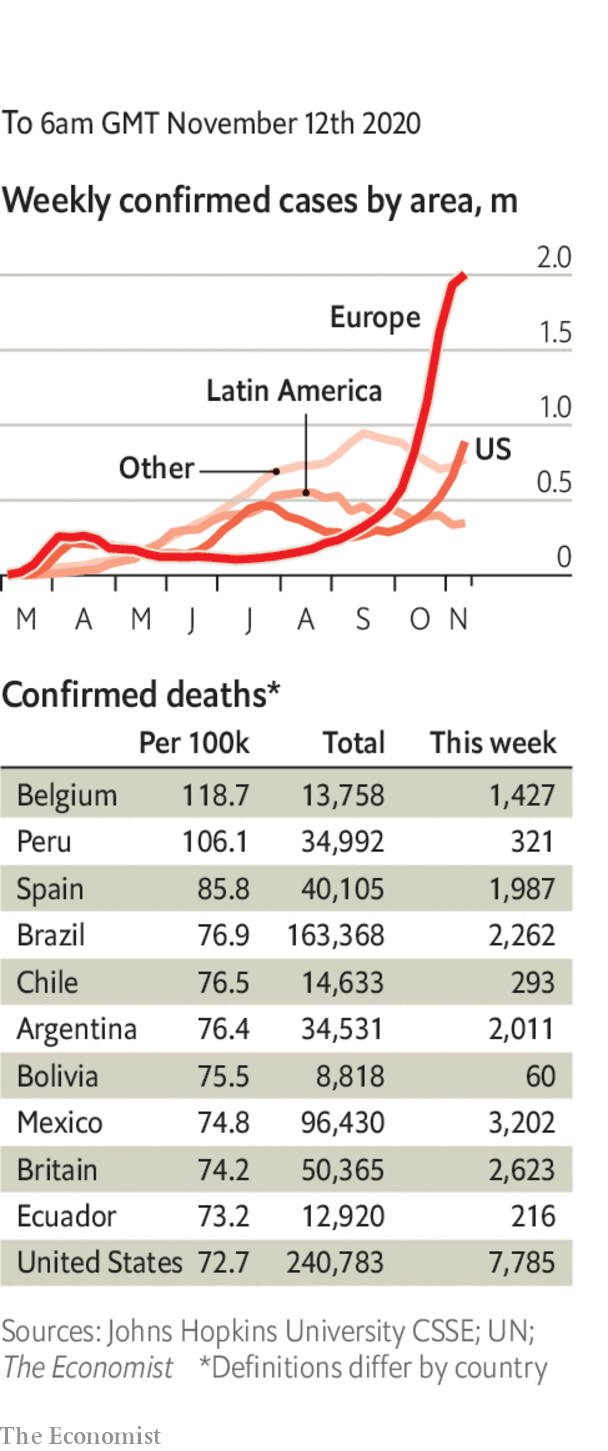 To 6am GMT November 12th 2020
Weekly confirmed cases by area, m
2.0
Europe
1.5
Latin America
1.0
Other
US
0.5
0
M A M J J A S O N
Confirmed deaths*
Per 100k Total This week
Belgium 118.7 13,758 1,427
Peru 106.1 34,992 321
Spain 85.8 40,105 1,987
Brazil 76.9 163,368 2,262
Chile 76.5 14,633 293
Argentina 76.4 34,531 2,011
Bolivia 75.5 8,818 60
Mexico 74.8 96,430 3,202
Britain 74.2 50,365 2,623
Ecuador 73.2 12,920 216
United States 72.7 240,783 7,785
Sources: Johns Hopkins University CSSE; UN;
The Economist *Definitions differ by country
The Economist